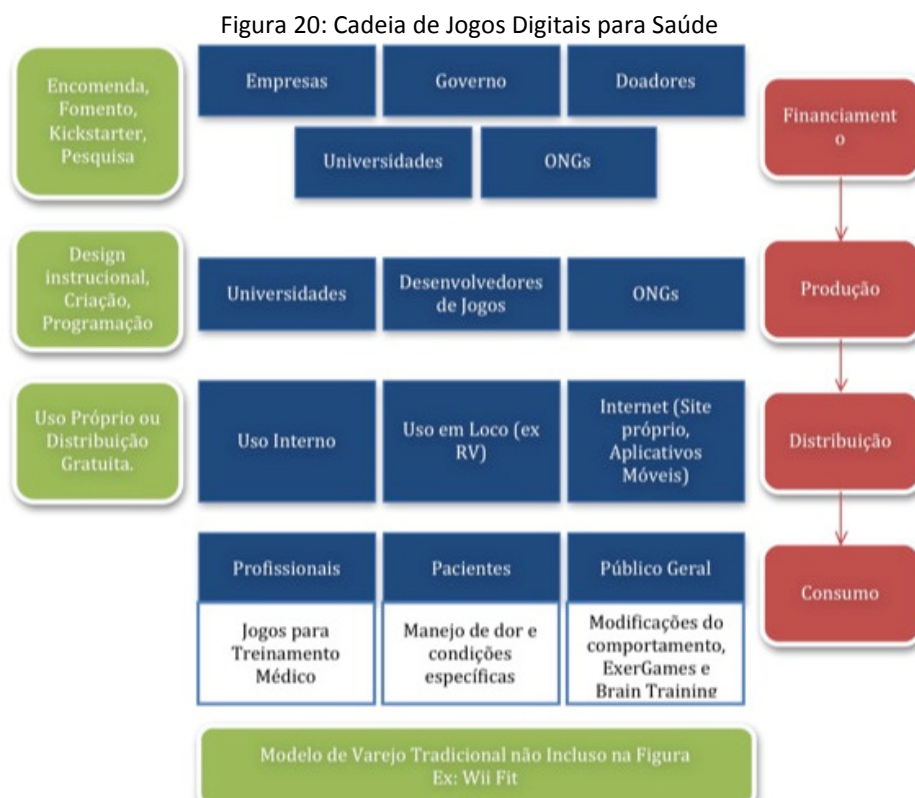 Figura 20: Cadeia de Jogos Digitais para Saúde
Encomenda,
Fomento,
Kickstarter,
Pesquisa
Empresas
Governo
Doadores
Universidades
ONGs
Financiament
o
Design
instrucional,
Criação,
Programação
Universidades
Desenvolvedores
de Jogos
ONGs
Produção
Uso Próprio ou
Distribuição
Gratuita.
Uso Interno
Uso em Loco (ex
RV)
Internet (Site
próprio,
Aplicativos
Móveis)
Distribuição
Profissionais
Pacientes
Público Geral
Jogos para
Treinamento
Médico
Manejo de dor e
condições
específicas
Modificações do
comportamento,
ExerGames e
Brain Training
Consumo
Modelo de Varejo Tradicional não Incluso na Figura
Ex: Wii Fit